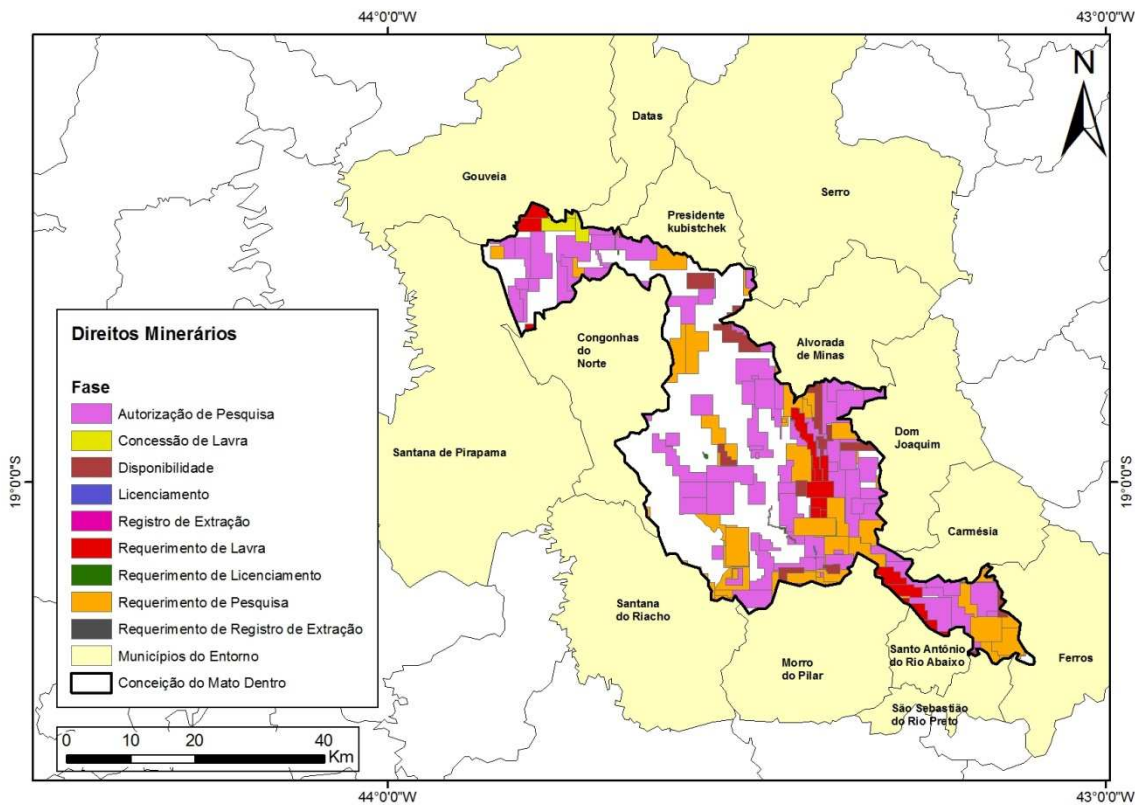 44°0'0"W
43°0'0"W
N
Datas
Gouveia
Serro
Presidente
kubistchek
19°0'0"S
19°0'0"S
Direitos Minerários
Fase
Autorização de Pesquisa
Concessão de Lavra
Disponibilidade
Licenciamento
Registro de Extração
Requerimento de Lavra
Requerimento de Licenciamento
Requerimento de Pesquisa
Requerimento de Registro de Extração
Municípios do Entorno
Conceição do Mato Dentro
Congonhas
do
Norte
Alvorada
de Minas
Santana de Pirapama
Dom
Joaquim
Carmésia
Santana
do Riacho
Morro
do Pilar
Santo Antônio
do Rio Abaixo
Ferros
São Sebastião
do Rio Preto
0 10 20 40
Km
44°0'0"W
43°0'0"W